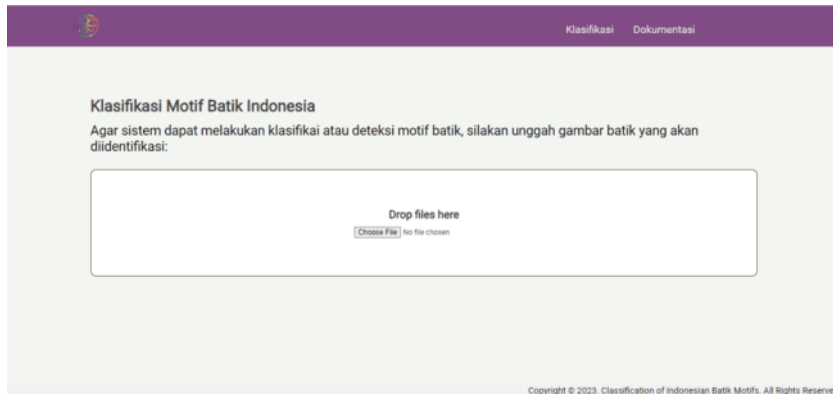 Klasifikasi Dokumentasi
Klasifikasi Motif Batik Indonesia
Agar sistem dapat melakukan klasifikai atau deteksi motif batik, silakan unggah gambar batik yang akan
diidentifikasi:
Drop files here
Choose File No file chosen
Copyright © 2023. Classification of Indonesian Batik Motifs. All Rights Reserve